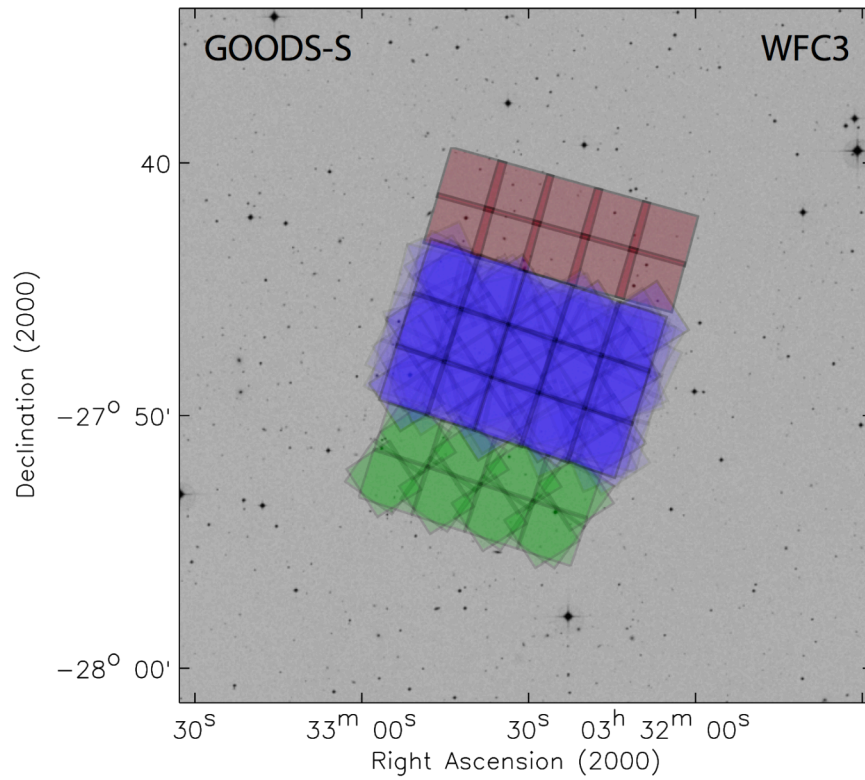 GOODS-S WFC3
40
Declination (2000)
−27° 50'
−28° 00'
30ˢ 33ᵐ 00ˢ 30ˢ 03ʰ 32ᵐ 00ˢ
Right Ascension (2000)